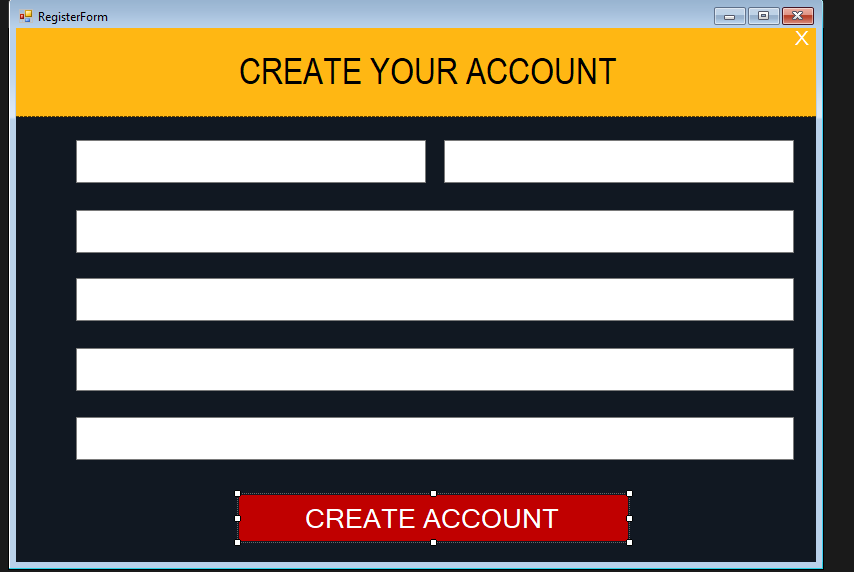 RegisterForm
X
CREATE YOUR ACCOUNT
CREATE ACCOUNT